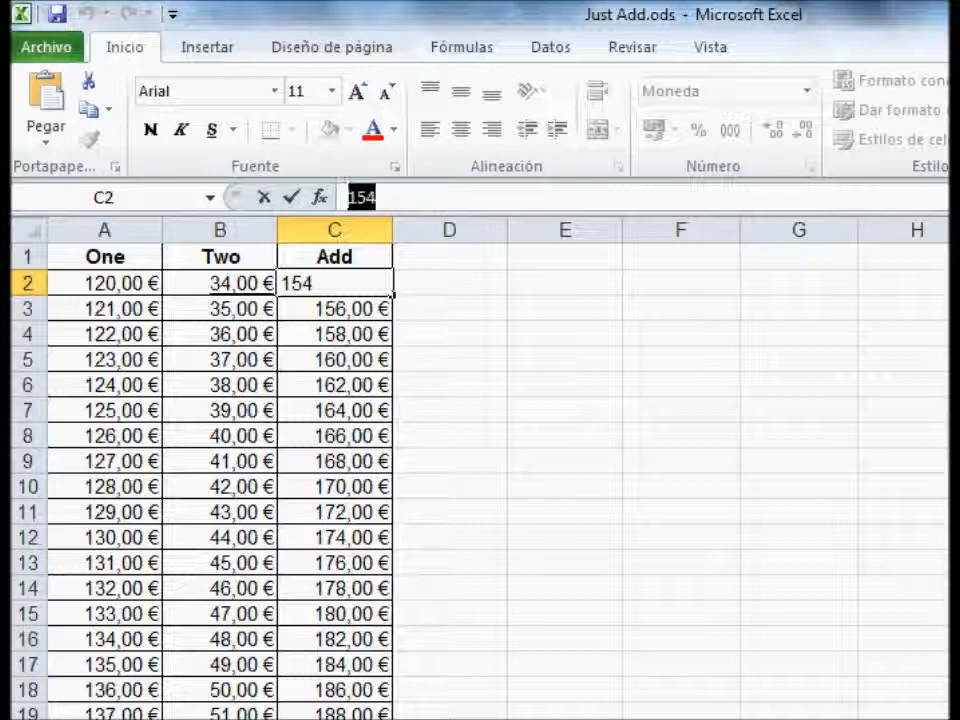 Just Add.ods - Microsoft Excel
Archivo Inicio Insertar Diseño de página Fórmulas Datos Revisar Vista
Arial 11 Moneda Formato con
Pegar N K S A % 000 Dar formato
Estilos de cel
Portapape... Fuente Alineación Número Estilo
C2 fx 154
A B C D E F G H
1 One Two Add
2 120,00 € 34,00 € 154
3 121,00 € 35,00 € 156,00 €
4 122,00 € 36,00 € 158,00 €
5 123,00 € 37,00 € 160,00 €
6 124,00 € 38,00 € 162,00 €
7 125,00 € 39,00 € 164,00 €
8 126,00 € 40,00 € 166,00 €
9 127,00 € 41,00 € 168,00 €
10 128,00 € 42,00 € 170,00 €
11 129,00 € 43,00 € 172,00 €
12 130,00 € 44,00 € 174,00 €
13 131,00 € 45,00 € 176,00 €
14 132,00 € 46,00 € 178,00 €
15 133,00 € 47,00 € 180,00 €
16 134,00 € 48,00 € 182,00 €
17 135,00 € 49,00 € 184,00 €
18 136,00 € 50,00 € 186,00 €
19 137,00 € 51,00 € 188,00 €